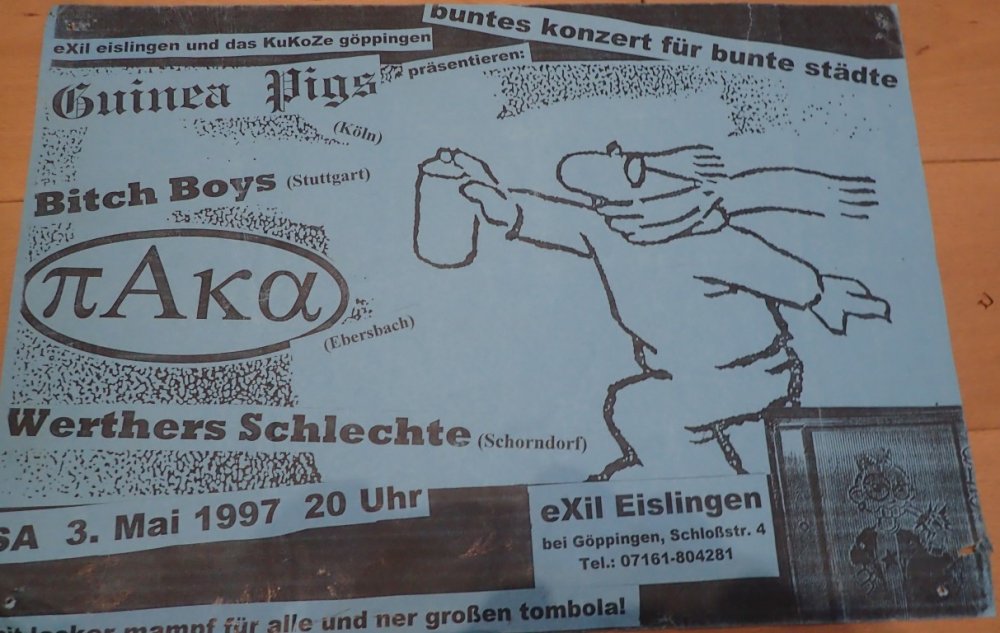 buntes konzert für bunte städte
eXil eislingen und das KuKoZe göppingen
präsentieren:
Guinea Pigs
(Köln)
Bitch Boys (Stuttgart)
πAκα
(Ebersbach)
Werthers Schlechte (Schorndorf)
SA 3. Mai 1997 20 Uhr
eXil Eislingen
bei Göppingen, Schloßstr. 4
Tel.: 07161-804281
mampf für alle und ner großen tombola!